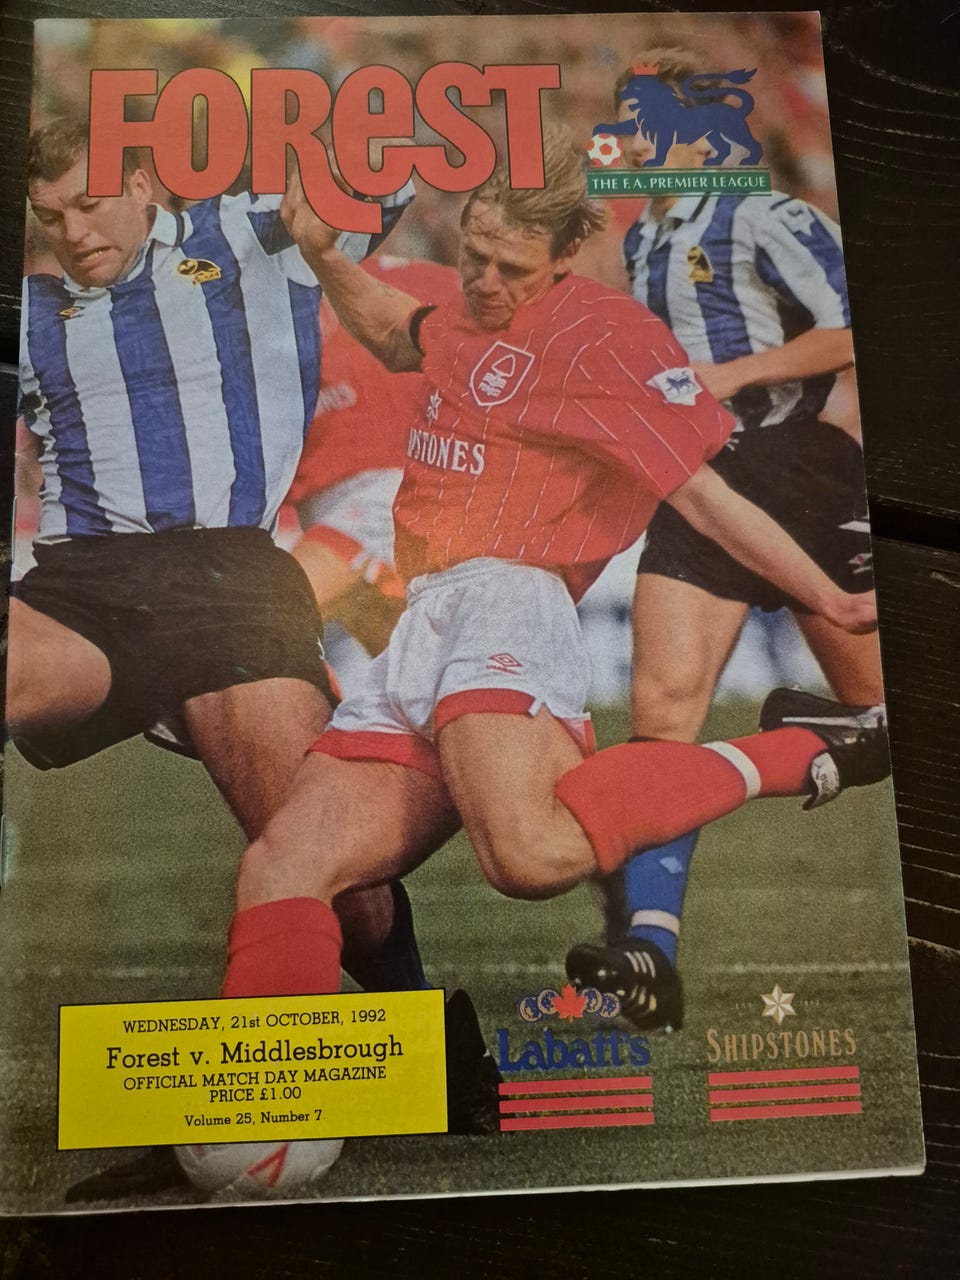 FOREST
THE F.A. PREMIER LEAGUE
PSTONES
WEDNESDAY, 21st OCTOBER, 1992
Forest v. Middlesbrough
OFFICIAL MATCH DAY MAGAZINE
PRICE £1.00
Volume 25, Number 7
Labatt's
SHIPSTONES